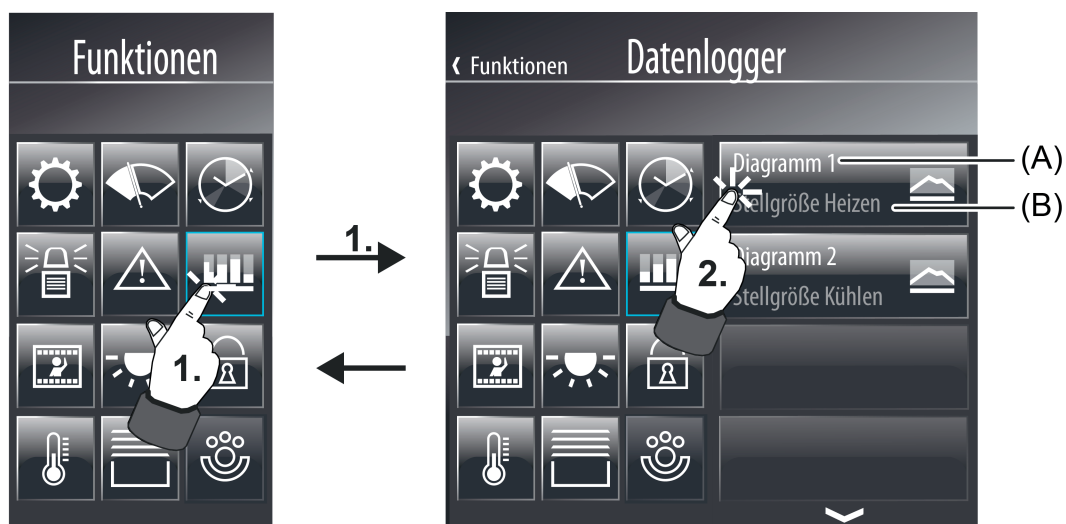 Funktionen
1.
1.
Funktionen
Datenlogger
Diagramm 1
Stellgröße Heizen
2.
Diagramm 2
Stellgröße Kühlen
(A)
(B)